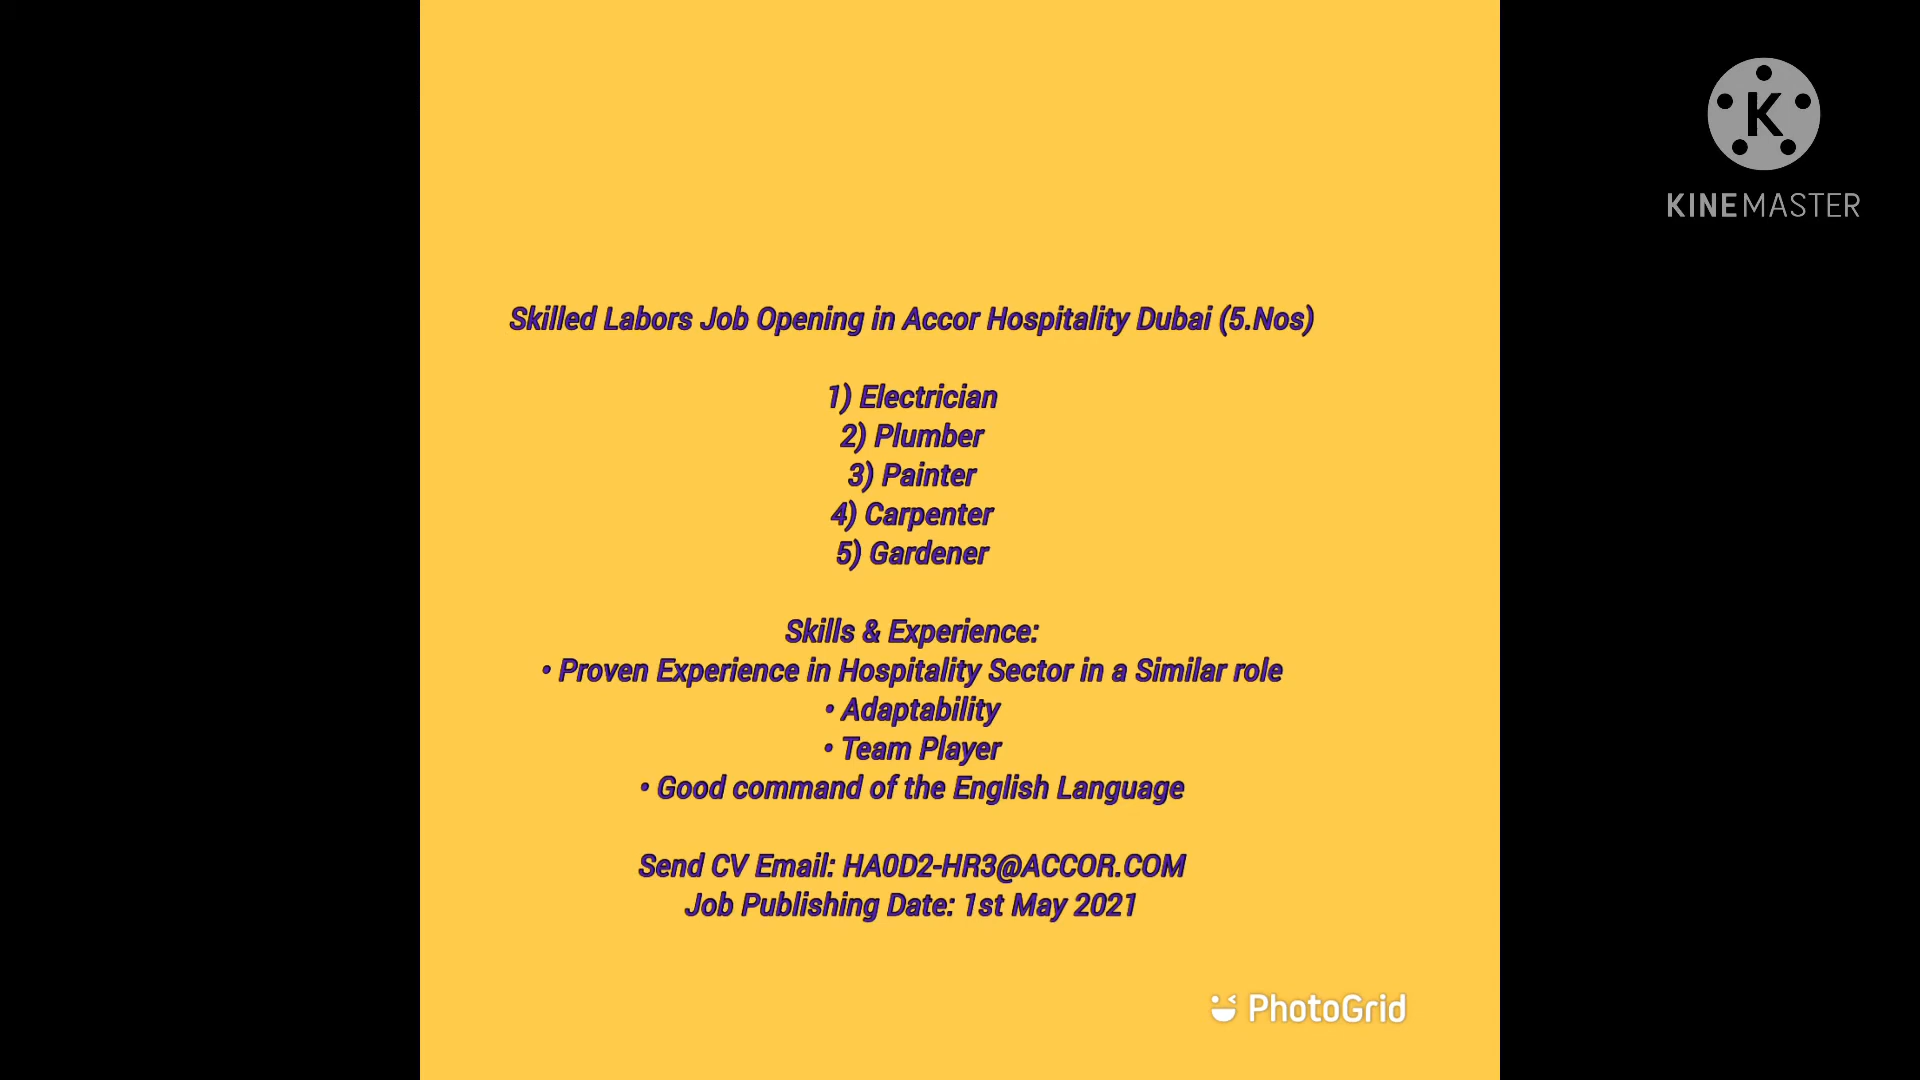 K
KINEMASTER
Skilled Labors Job Opening in Accor Hospitality Dubai (5.Nos)
1) Electrician
2) Plumber
3) Painter
4) Carpenter
5) Gardener
Skills & Experience:
• Proven Experience in Hospitality Sector in a Similar role
• Adaptability
• Team Player
• Good command of the English Language
Send CV Email: HA0D2-HR3@ACCOR.COM
Job Publishing Date: 1st May 2021
PhotoGrid